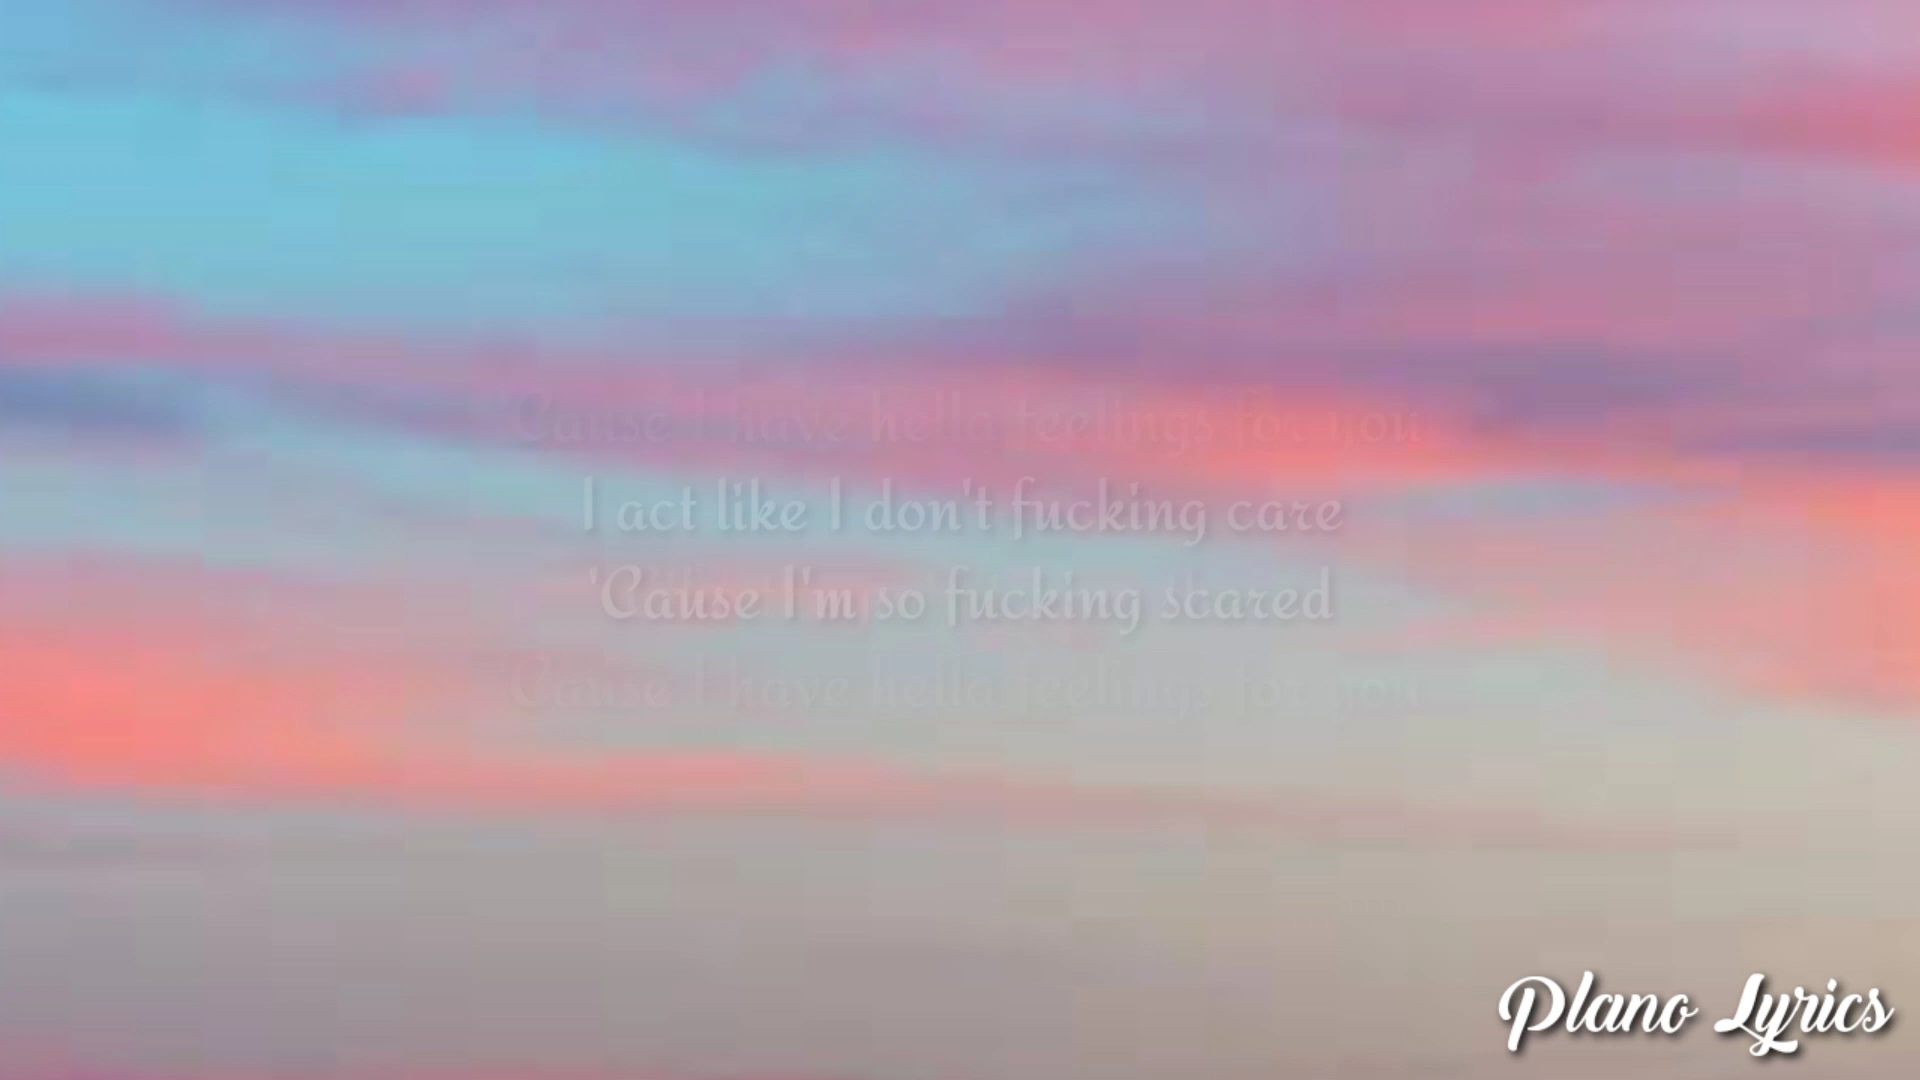 'Cause I have hella feelings for you
I act like I don't fucking care
'Cause I'm so fucking scared
'Cause I have hella feelings for you
Plano Lyrics